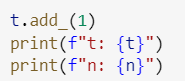 t.add_(1)
print(f"t: {t}")
print(f"n: {n}")